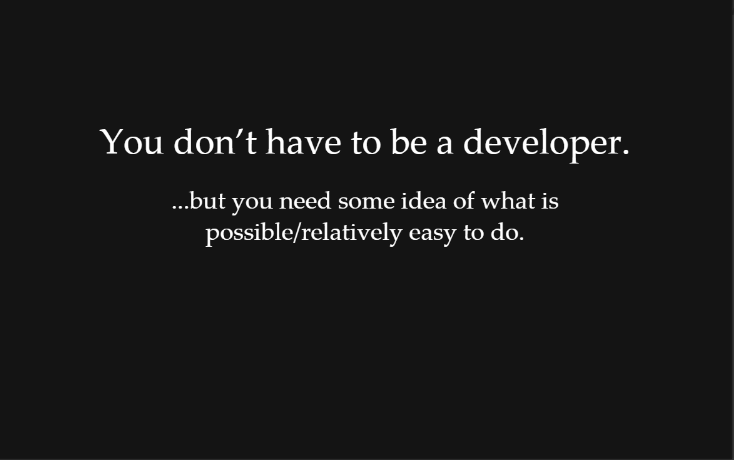 You don’t have to be a developer.
...but you need some idea of what is
possible/relatively easy to do.